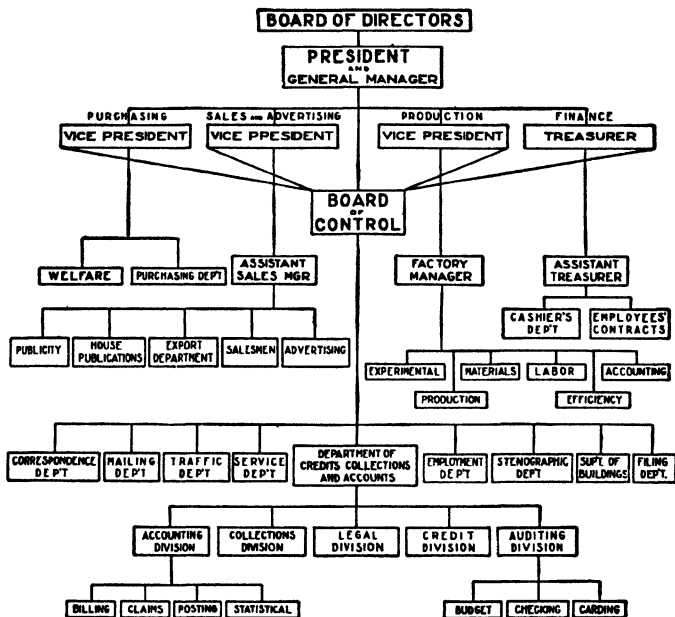 BOARD OF DIRECTORS
PRESIDENT
AND
GENERAL MANAGER
PURCHASING
VICE PRESIDENT
SALES AND ADVERTISING
VICE PPESIDENT
PRODUCTION
VICE PRESIDENT
FINANCE
TREASURER
BOARD
OF
CONTROL
WELFARE
PURCHASING DEP'T
ASSISTANT
SALES MGR
FACTORY
MANAGER
ASSISTANT
TREASURER
CASHIER'S
DEP'T
EMPLOYEES'
CONTRACTS
PUBLICITY
HOUSE
PUBLICATIONS
EXPORT
DEPARTMENT
SALESMEN
ADVERTISING
EXPERIMENTAL
MATERIALS
LABOR
ACCOUNTING
PRODUCTION
EFFICIENCY
CORRESPONDENCE
DEP'T
MAILING
DEP'T
TRAFFIC
DEP'T
SERVICE
DEP'T
DEPARTMENT OF
CREDITS COLLECTIONS
AND ACCOUNTS
EMPLOYMENT
DEP'T
STENOGRAPHIC
DEP'T
SUPT. OF
BUILDINGS
FILING
DEP'T.
ACCOUNTING
DIVISION
COLLECTIONS
DIVISION
LEGAL
DIVISION
CREDIT
DIVISION
AUDITING
DIVISION
BILLING
CLAIMS
POSTING
STATISTICAL
BUDGET
CHECKING
CARDING